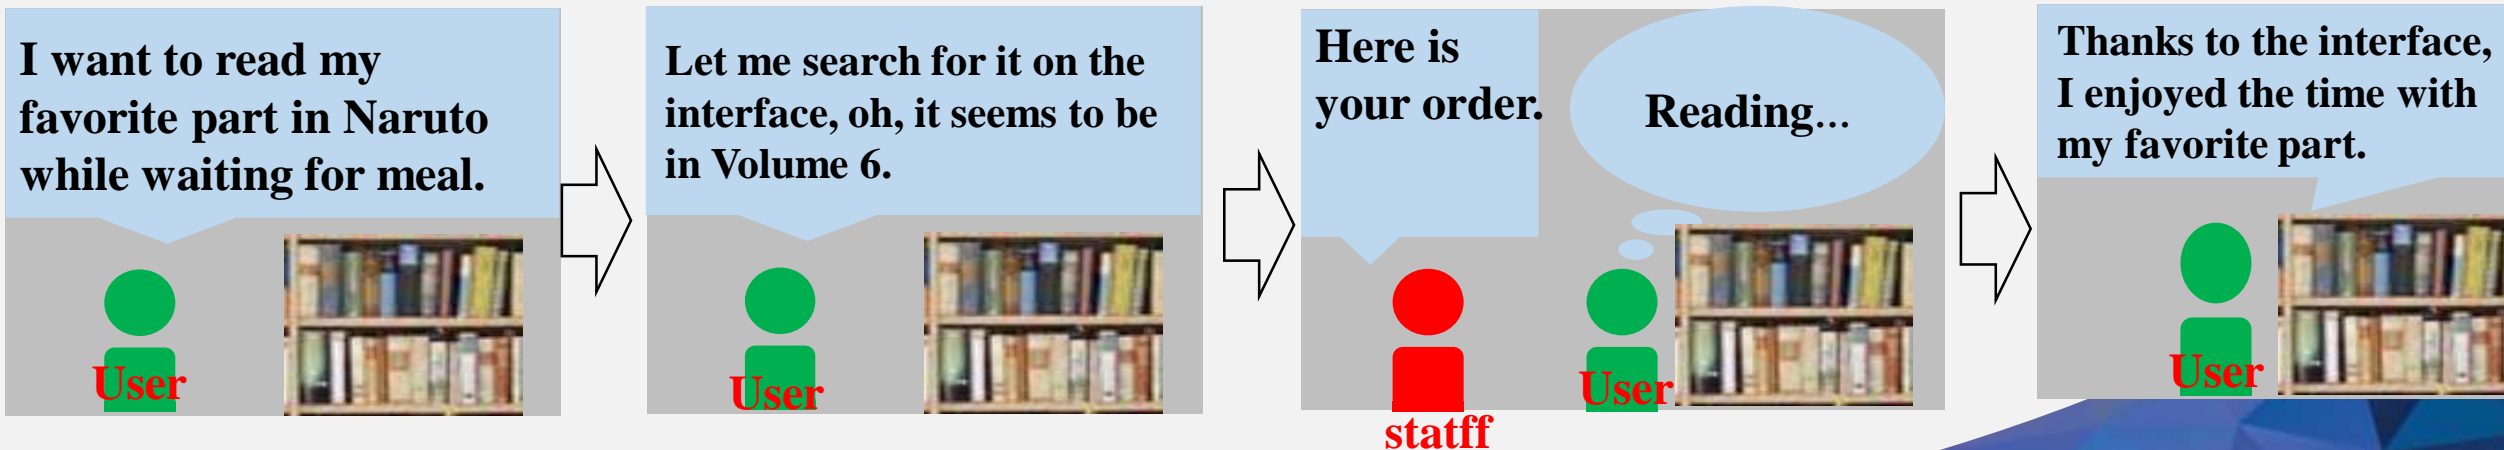 I want to read my
favorite part in Naruto
while waiting for meal.
User
Let me search for it on the
interface, oh, it seems to be
in Volume 6.
User
Here is
your order.
Reading...
statff
User
Thanks to the interface,
I enjoyed the time with
my favorite part.
User